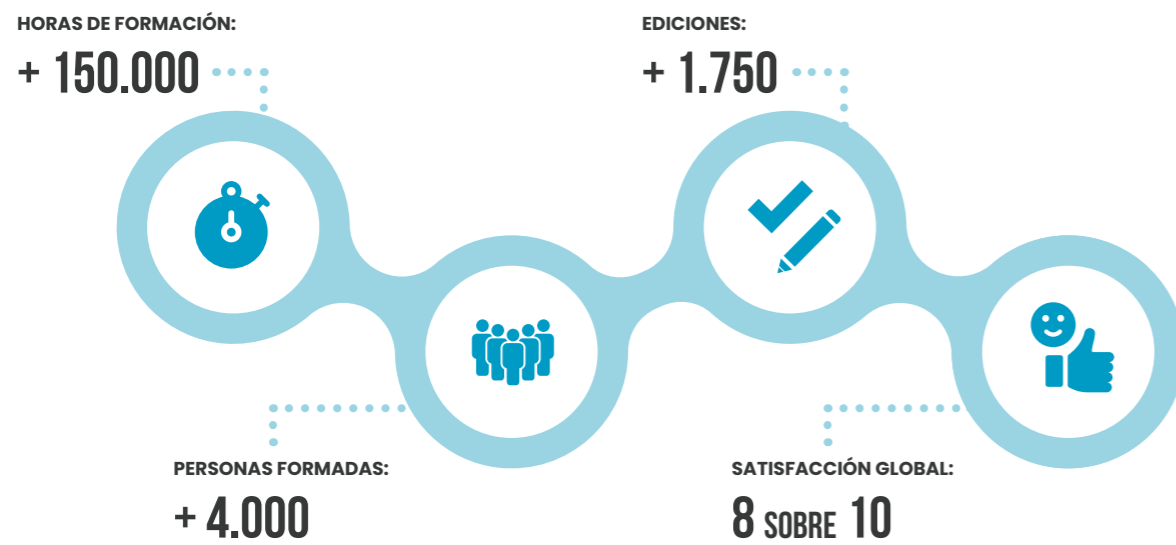 HORAS DE FORMACIÓN:
+ 150.000
EDICIONES:
+ 1.750
PERSONAS FORMADAS:
+ 4.000
SATISFACCIÓN GLOBAL:
8 SOBRE 10